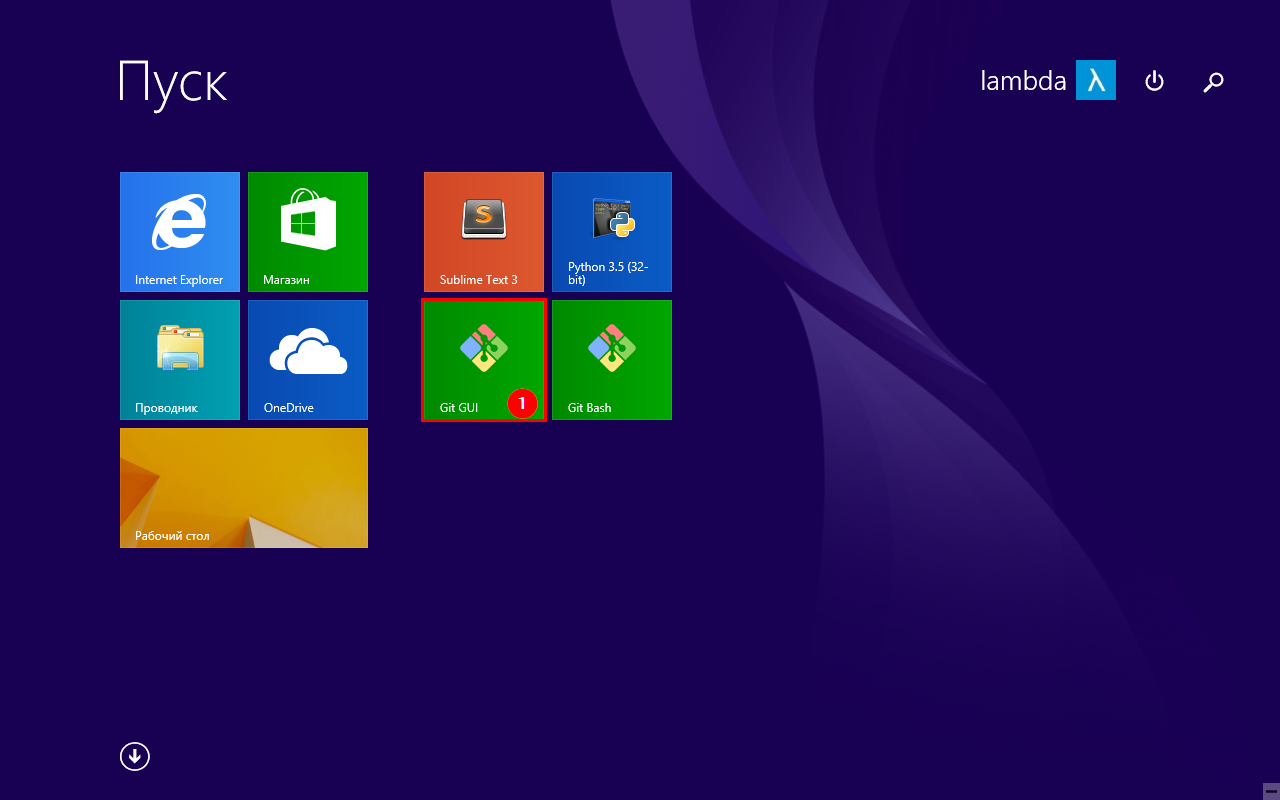 Пуск
lambda
λ
Internet Explorer
Магазин
Sublime Text 3
S
Python 3.5 (32-
bit)
Проводник
OneDrive
Git GUI
1
Git Bash
Рабочий стол